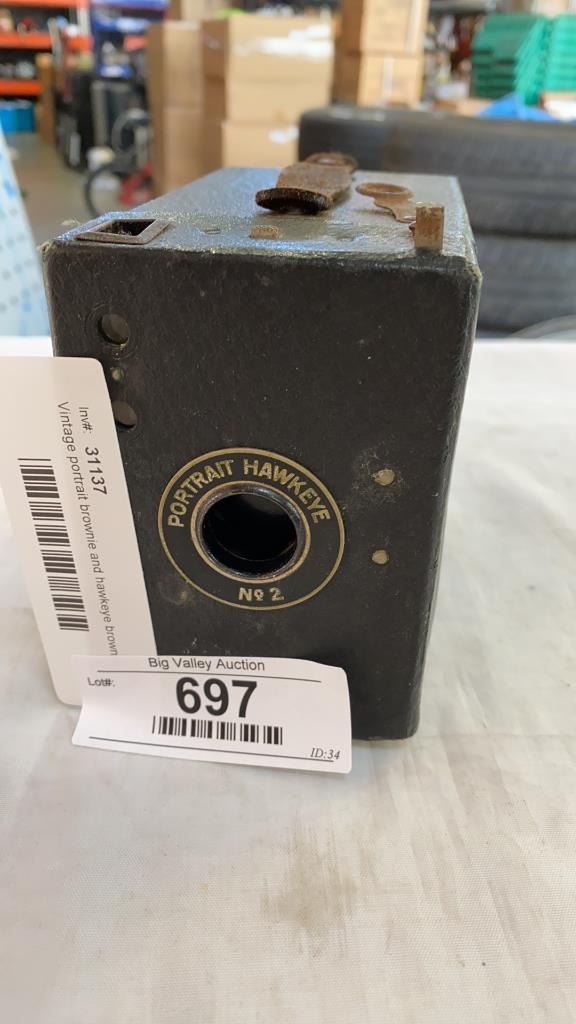 PORTRAIT HAWKEYE
Nº 2
Inv#: 31137
Vintage portrait brownie and hawkeye brown
Big Valley Auction
Lot#:
697
ID:34